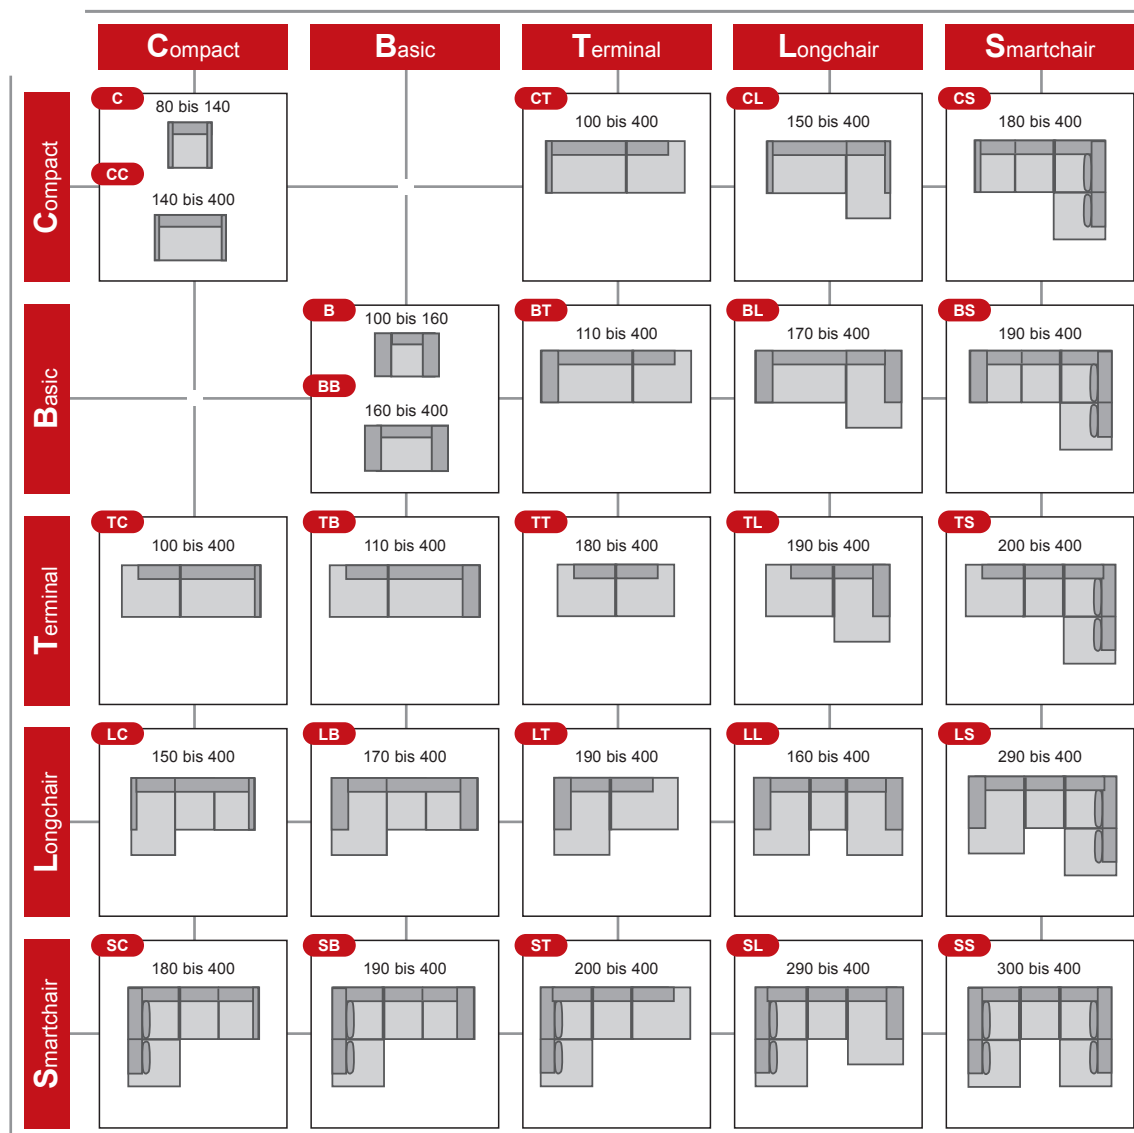 Compact
Basic
Terminal
Longchair
Smartchair
Compact
C
80 bis 140
CC
140 bis 400
CT
100 bis 400
CL
150 bis 400
CS
180 bis 400
Basic
B
100 bis 160
BB
160 bis 400
BT
110 bis 400
BL
170 bis 400
BS
190 bis 400
Terminal
TC
100 bis 400
TB
110 bis 400
TT
180 bis 400
TL
190 bis 400
TS
200 bis 400
Longchair
LC
150 bis 400
LB
170 bis 400
LT
190 bis 400
LL
160 bis 400
LS
290 bis 400
Smartchair
SC
180 bis 400
SB
190 bis 400
ST
200 bis 400
SL
290 bis 400
SS
300 bis 400